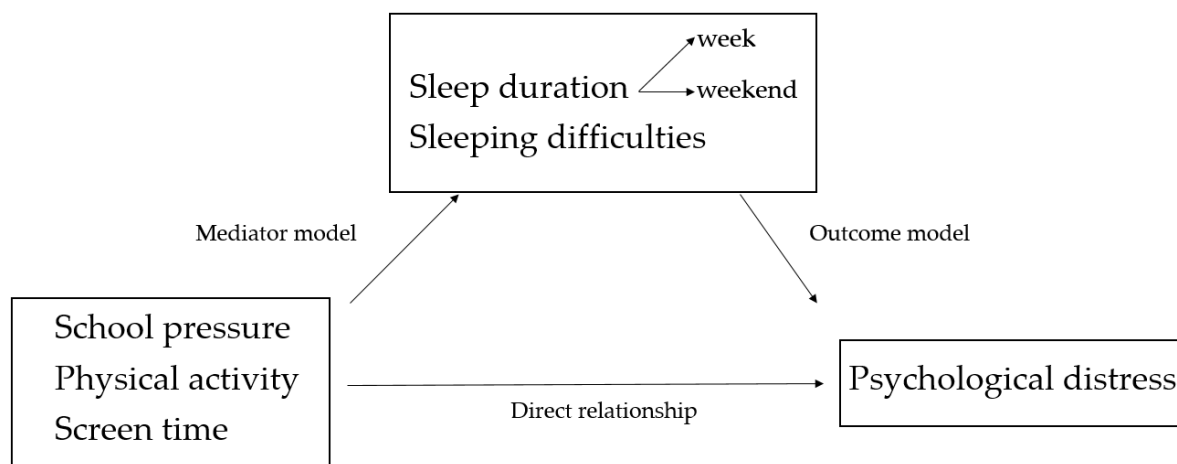 week
Sleep duration
weekend
Sleeping difficulties
Mediator model
Outcome model
School pressure
Physical activity
Screen time
Psychological distress
Direct relationship